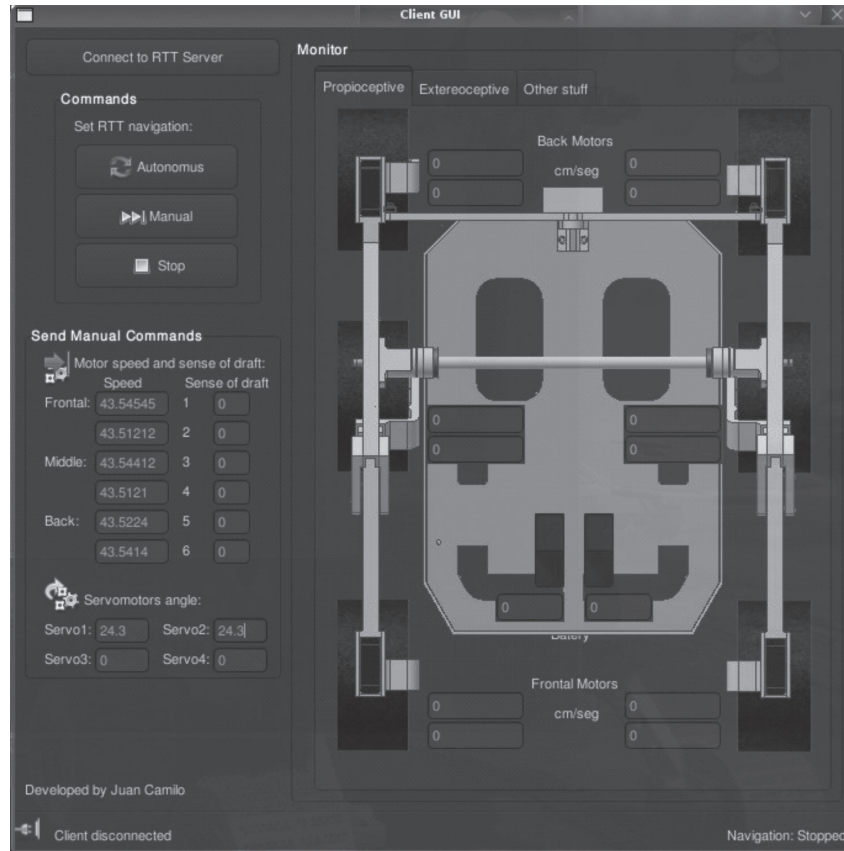 Client GUI
Connect to RTT Server
Commands
Set RTT navigation:
Autonomus
Manual
Stop
Send Manual Commands
Motor speed and sense of draft:
Speed Sense of draft
Frontal: 43.54545 1 0
43.51212 2 0
Middle: 43.54412 3 0
43.5121 4 0
Back: 43.5224 5 0
43.5414 6 0
Servomotors angle:
Servo1: 24.3 Servo2: 24.3
Servo3: 0 Servo4: 0
Developed by Juan Camilo
Client disconnected
Monitor
Propioceptive Extereoceptive Other stuff
Back Motors
0 cm/seg 0
0 0
0 0
0 0
0 0
Batery
Frontal Motors
0 cm/seg 0
0 0
Navigation: Stopped